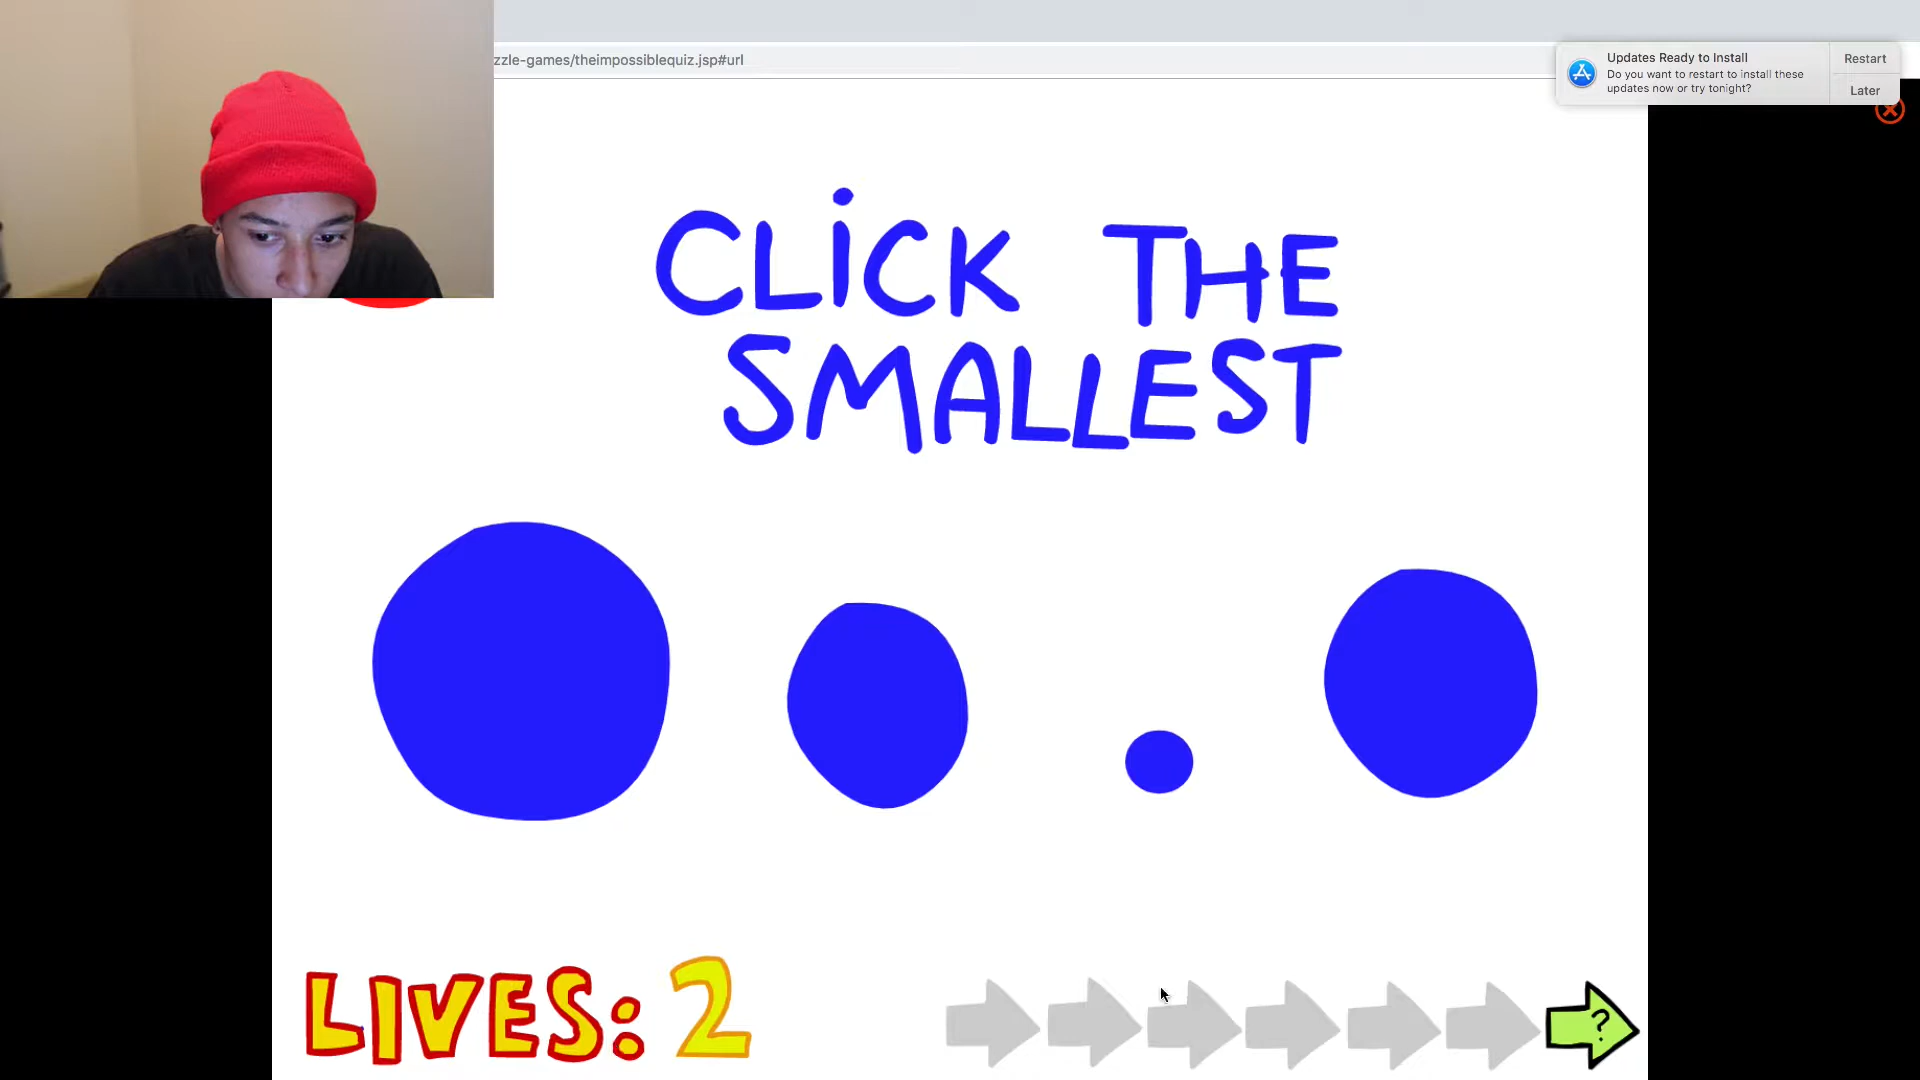 zzle-games/theimpossiblequiz.jsp#url
Updates Ready to Install
Do you want to restart to install these
updates now or try tonight?
Restart
Later
CLiCK THE
SMALLEST
LIVES: 2
?